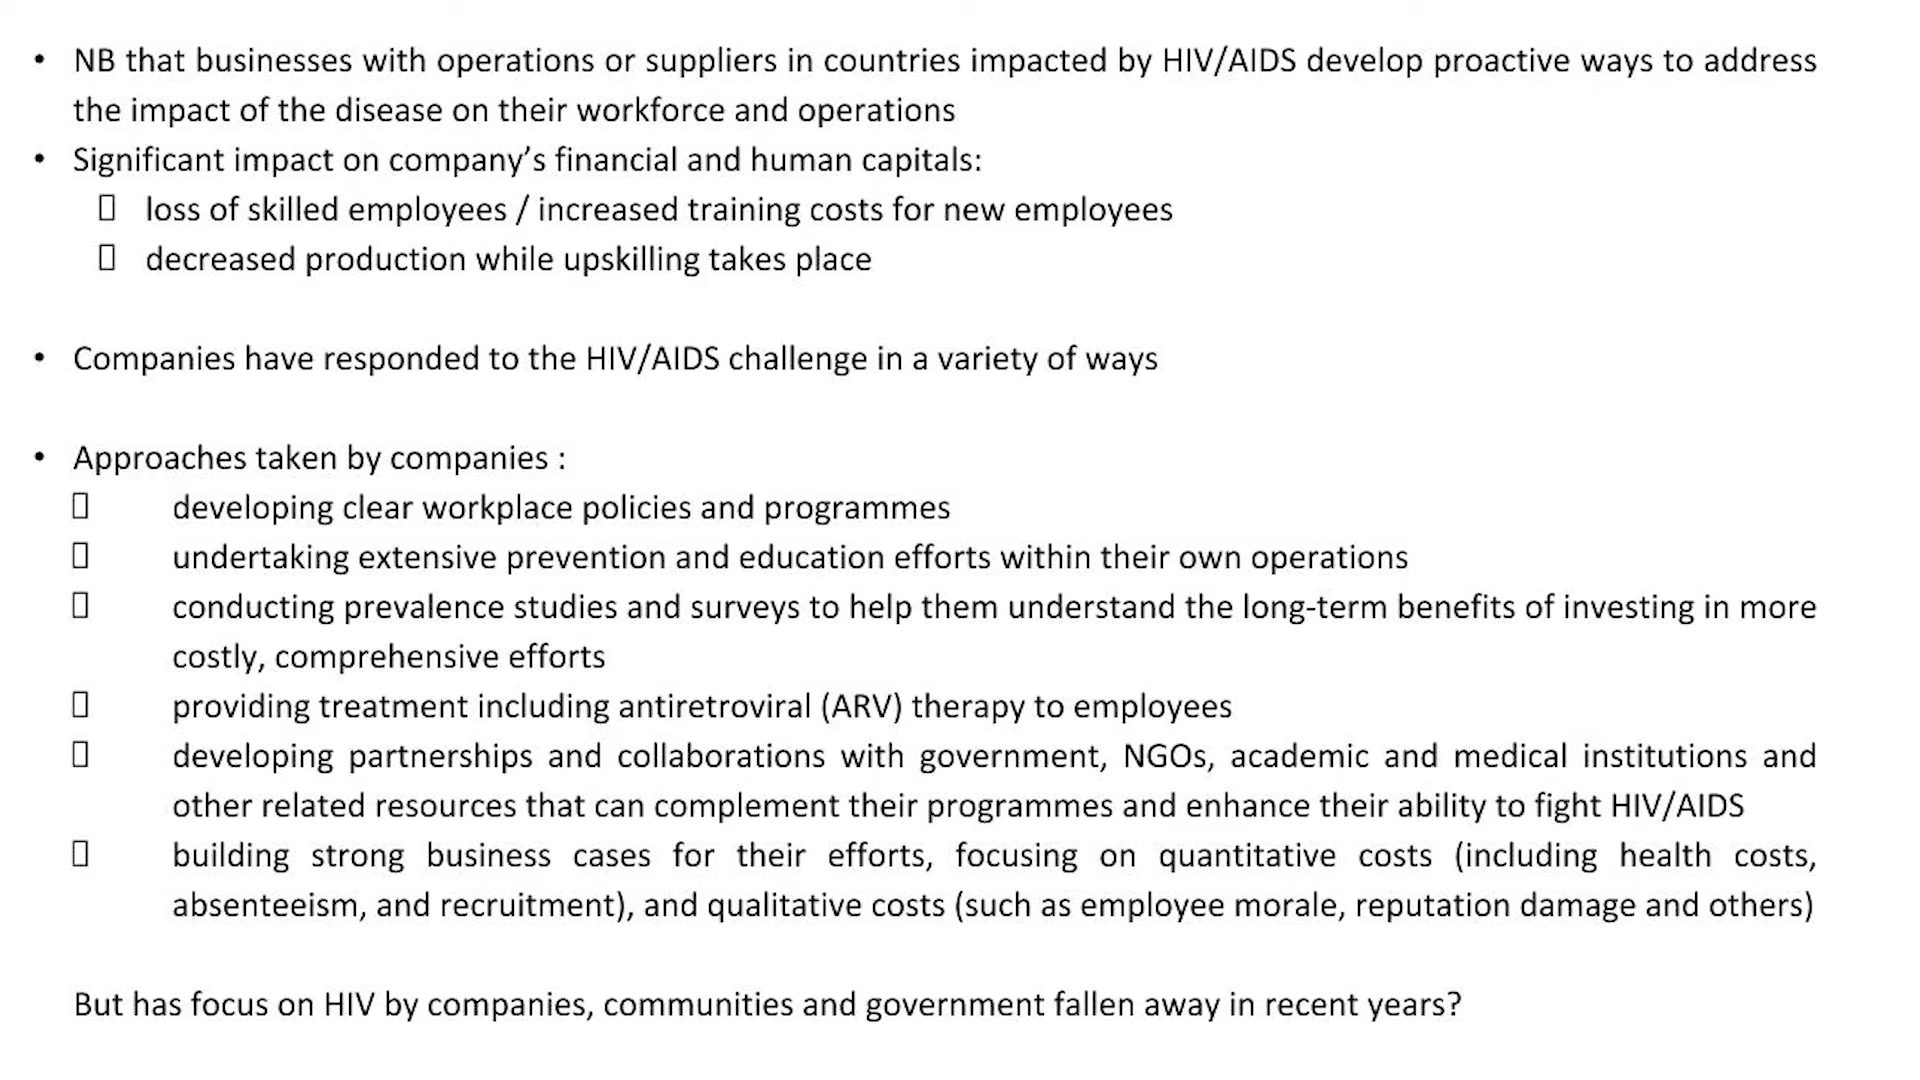 • NB that businesses with operations or suppliers in countries impacted by HIV/AIDS develop proactive ways to address
the impact of the disease on their workforce and operations
• Significant impact on company’s financial and human capitals:
▯ loss of skilled employees / increased training costs for new employees
▯ decreased production while upskilling takes place
• Companies have responded to the HIV/AIDS challenge in a variety of ways
• Approaches taken by companies :
▯ developing clear workplace policies and programmes
▯ undertaking extensive prevention and education efforts within their own operations
▯ conducting prevalence studies and surveys to help them understand the long-term benefits of investing in more
costly, comprehensive efforts
▯ providing treatment including antiretroviral (ARV) therapy to employees
▯ developing partnerships and collaborations with government, NGOs, academic and medical institutions and
other related resources that can complement their programmes and enhance their ability to fight HIV/AIDS
▯ building strong business cases for their efforts, focusing on quantitative costs (including health costs,
absenteeism, and recruitment), and qualitative costs (such as employee morale, reputation damage and others)
But has focus on HIV by companies, communities and government fallen away in recent years?